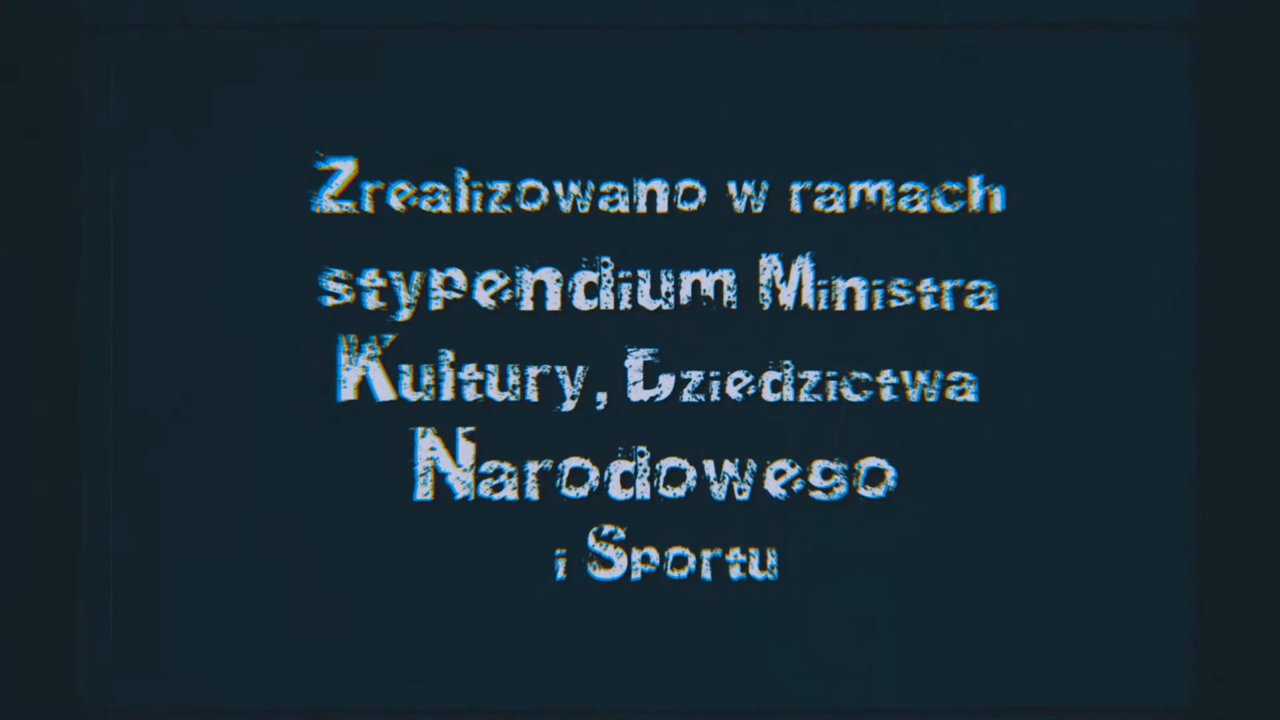 Zrealizowano w ramach
stypendium Ministra
Kultury, Dziedzictwa
Narodowego
i Sportu